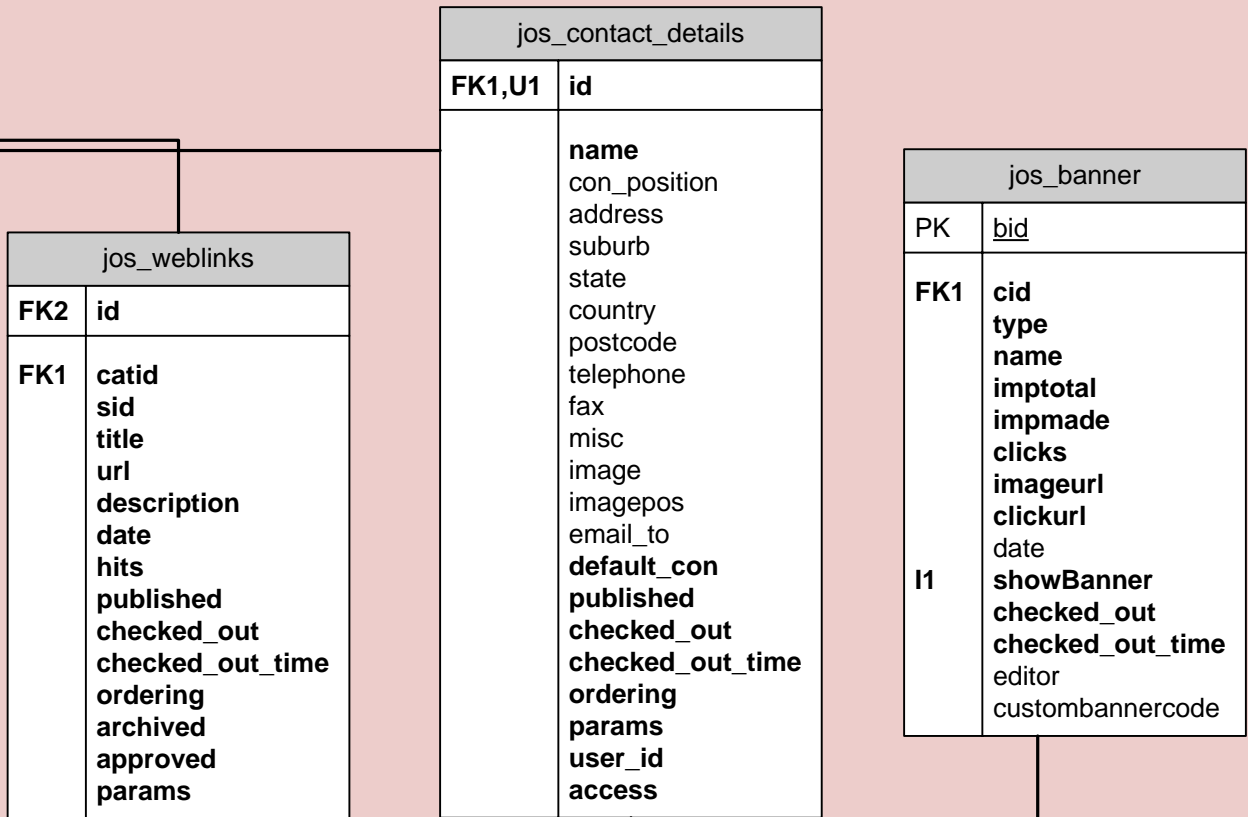 jos_contact_details
FK1,U1 id
name
con_position
address
suburb
state
country
postcode
telephone
fax
misc
image
imagepos
email_to
default_con
published
checked_out
checked_out_time
ordering
params
user_id
access
jos_weblinks
FK2 id
FK1 catid
sid
title
url
description
date
hits
published
checked_out
checked_out_time
ordering
archived
approved
params
jos_banner
PK bid
FK1 cid
type
name
imptotal
impmade
clicks
imageurl
clickurl
date
I1 showBanner
checked_out
checked_out_time
editor
custombannercode